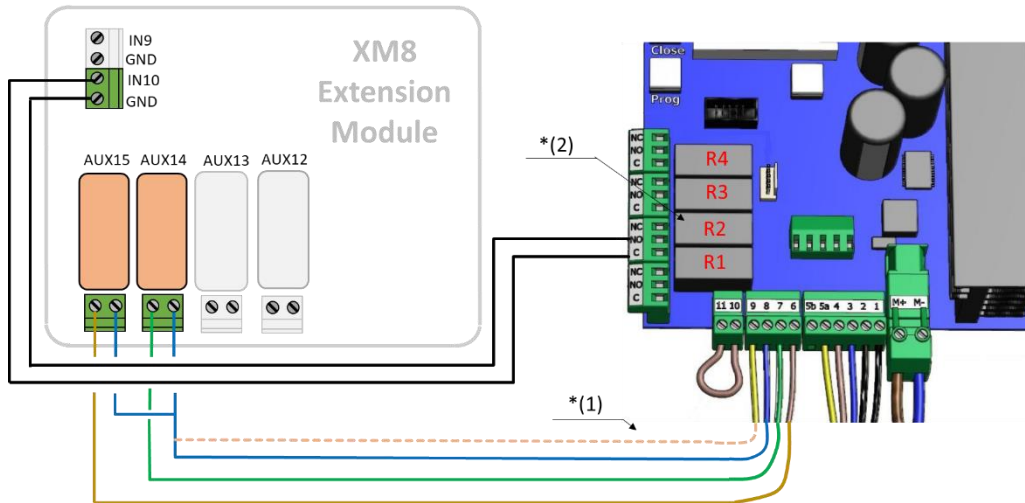 IN9
GND
IN10
GND
XM8
Extension
Module
AUX15 AUX14 AUX13 AUX12
*(2)
*(1)
Close
Prog
NC
NO
C
NC
NO
C
NC
NO
C
NC
NO
C
R4
R3
R2
R1
11 10 9 8 7 6 5b 5a 4 3 2 1
M+ M-